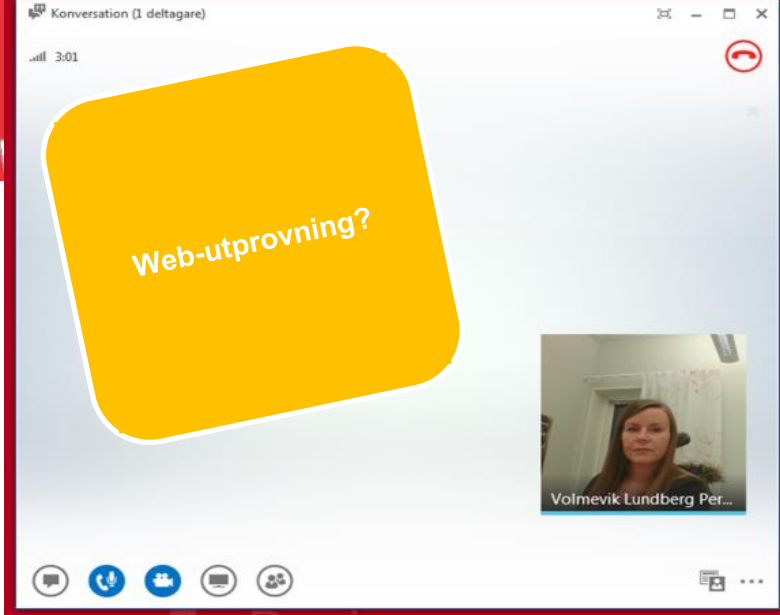 Konversation (1 deltagare)
3:01
Web-utprovning?
Volmevik Lundberg Per...